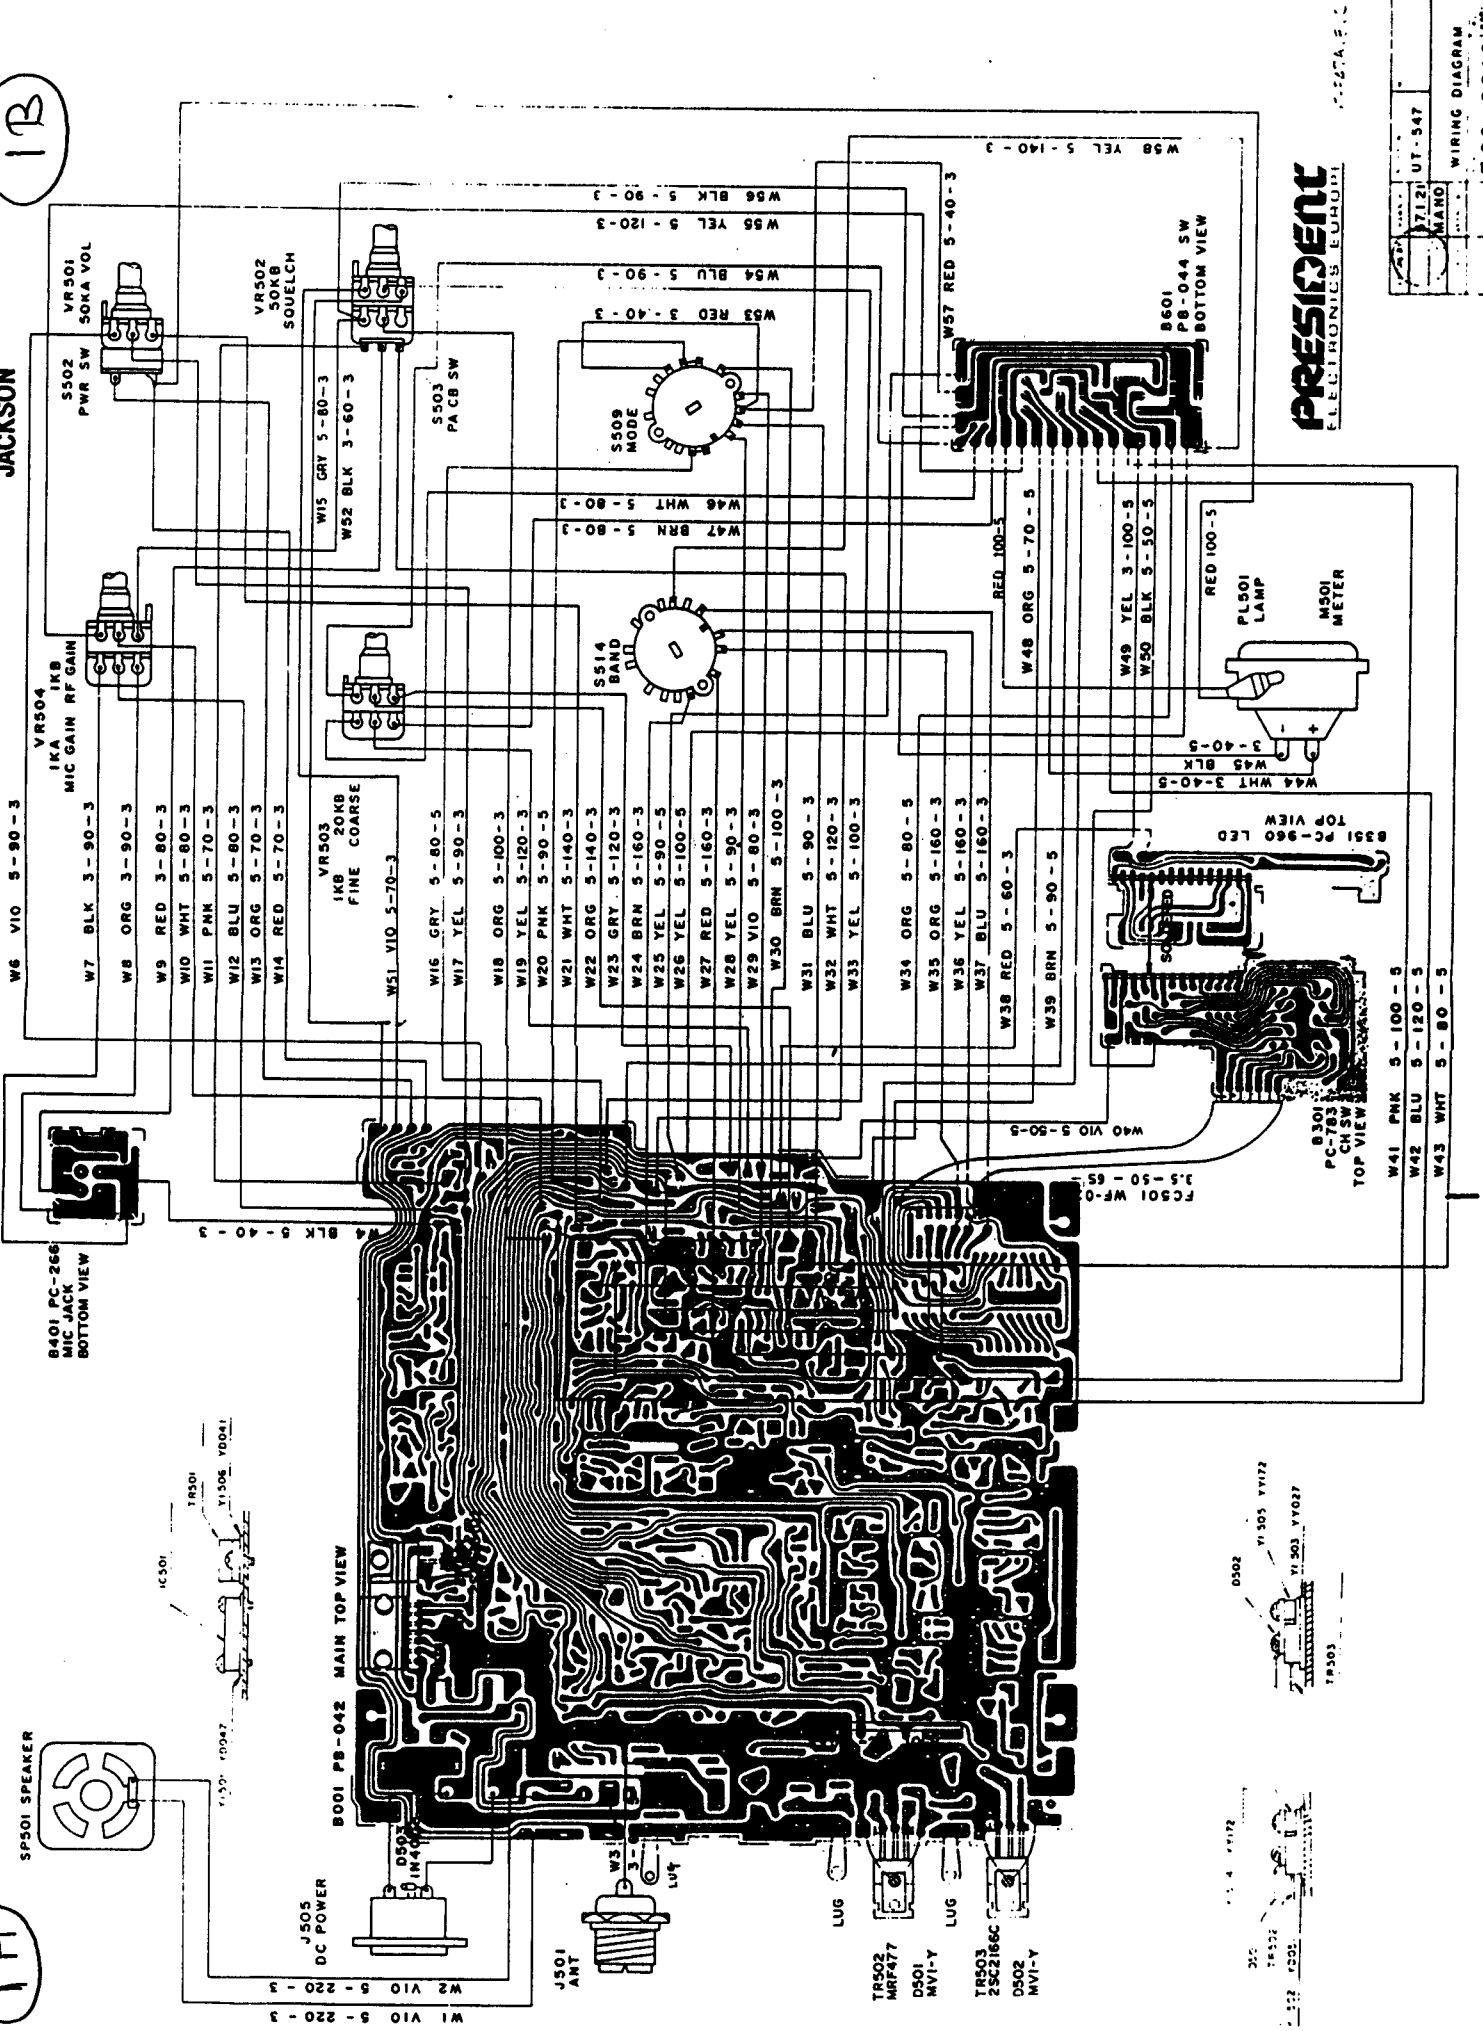 1B
JACKSON
SP501 SPEAKER
B401 PC-266
MIC JACK
BOTTOM VIEW
VR504
1KA 1KB
MIC GAIN RF GAIN
S502
PWR SW
VR501
50KA VOL
VR502
50KB
SQUELCH
S503
PA CB SW
VR503
1KB 20KB
FINE COARSE
S509
MODE
S514
BAND
B001 PB-042 MAIN TOP VIEW
J505
DC POWER
D503
J501
ANT
LUG
LUG
LUG
TR502
MRF477
D501
MV1-Y
TR503
2SC2166C
D502
MV1-Y
W1 VIO 5-220-3
W2 VIO 5-220-3
W3
W4 BLK 5-40-3
W6 VIO 5-90-3
W7 BLK 3-90-3
W8 ORG 3-90-3
W9 RED 3-80-3
W10 WHT 5-80-3
W11 PNK 5-70-3
W12 BLU 5-80-3
W13 ORG 5-70-3
W14 RED 5-70-3
W15 GRY 5-80-3
W52 BLK 3-60-3
W51 VIO 5-70-3
W16 GRY 5-80-5
W17 YEL 5-90-3
W18 ORG 5-100-3
W19 YEL 5-120-3
W20 PNK 5-90-5
W21 WHT 5-140-3
W22 ORG 5-140-3
W23 GRY 5-120-3
W24 BRN 5-160-3
W25 YEL 5-90-5
W26 YEL 5-100-5
W27 RED 5-160-3
W28 YEL 5-90-3
W29 VIO 5-80-3
W30 BRN 5-100-3
W31 BLU 5-90-3
W32 WHT 5-120-3
W33 YEL 5-100-3
W34 ORG 5-80-5
W35 ORG 5-160-3
W36 YEL 5-160-3
W37 BLU 5-160-3
W38 RED 5-60-3
W39 BRN 5-90-5
W40 VIO 5-50-5
W41 PNK 5-100-5
W42 BLU 5-120-5
W43 WHT 5-80-5
W44 WHT 3-40-5
W45 BLK 3-40-5
W46 WHT 5-80-3
W47 BRN 5-80-3
RED 100-5
W48 ORG 5-70-5
W49 YEL 3-100-5
W50 BLK 5-50-5
RED 100-5
W53 RED 3-40-3
W54 BLU 5-90-3
W55 YEL 5-120-3
W56 BLK 5-90-3
W57 RED 5-40-3
W58 YEL 5-140-3
B601
PB-044 SW
BOTTOM VIEW
PL501
LAMP
M501
METER
B351 PC-960 LED
TOP VIEW
B301
PC-783
CH SW
TOP VIEW
FC501
3.5-50-65
IC501
TR501
Y1506 YD041
D502
Y1505 YY172
Y1503 YY027
TR503
PRESIDENT
ELECTRONICS EUROPE
UT-547
MANO
WIRING DIAGRAM